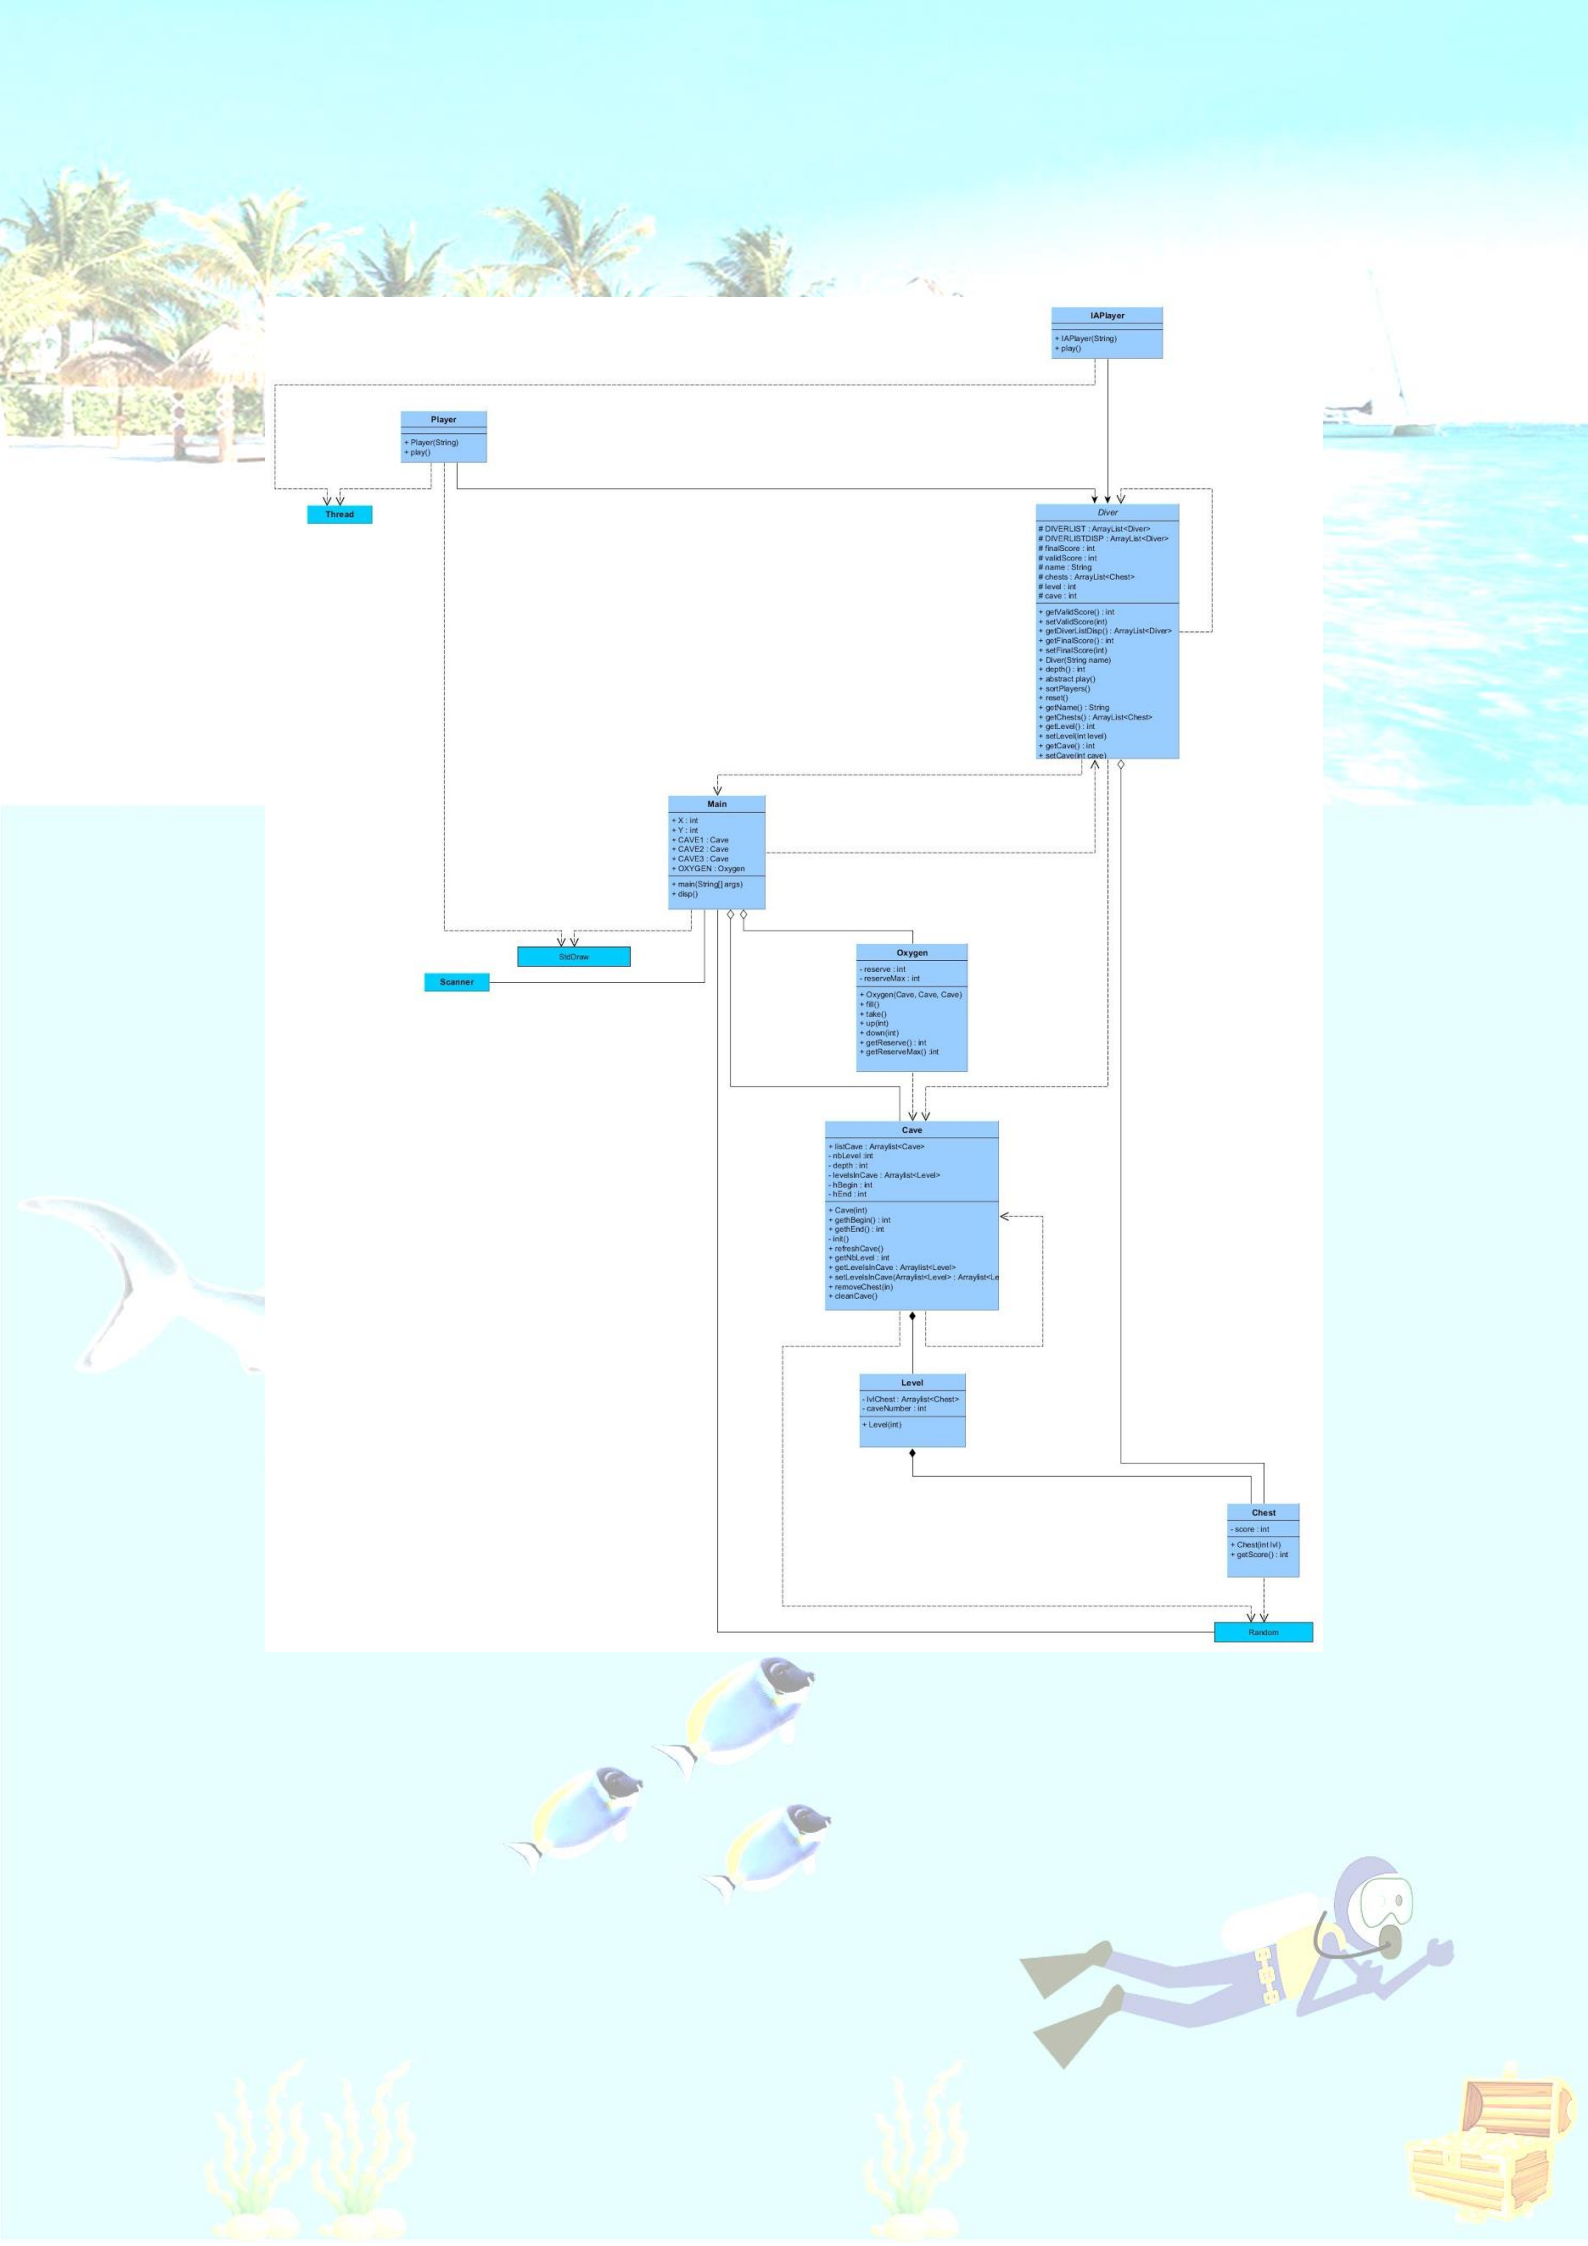 IAPlayer
+ IAPlayer(String)
+ play()
Player
+ Player(String)
+ play()
Thread
Diver
# DIVERLIST : ArrayList<Diver>
# DIVERLISTDISP : ArrayList<Diver>
# finalScore : int
# validScore : int
# name : String
# chests : ArrayList<Chest>
# level : int
# cave : int
+ getValidScore() : int
+ setValidScore(int)
+ getDiverListDisp() : ArrayList<Diver>
+ getFinalScore() : int
+ setFinalScore(int)
+ Diver(String name)
+ depth() : int
+ abstract play()
+ sortPlayers()
+ reset()
+ getName() : String
+ getChests() : ArrayList<Chest>
+ getLevel() : int
+ setLevel(int level)
+ getCave() : int
+ setCave(int cave)
Main
+ X : int
+ Y : int
+ CAVE1 : Cave
+ CAVE2 : Cave
+ CAVE3 : Cave
+ OXYGEN : Oxygen
+ main(String[] args)
+ disp()
StdDraw
Scanner
Oxygen
- reserve : int
- reserveMax : int
+ Oxygen(Cave, Cave, Cave)
+ fill()
+ take()
+ up(int)
+ down(int)
+ getReserve() : int
+ getReserveMax() :int
Cave
+ listCave : Arraylist<Cave>
- nbLevel :int
- depth : int
- levelsInCave : Arraylist<Level>
- hBegin : int
- hEnd : int
+ Cave(int)
+ gethBegin() : int
+ gethEnd() : int
- init()
+ refreshCave()
+ getNbLevel : int
+ getLevelsInCave : Arraylist<Level>
+ setLevelsInCave(Arraylist<Level> : Arraylist<Le
+ removeChest(in)
+ cleanCave()
Level
- lvlChest : Arraylist<Chest>
- caveNumber : int
+ Level(int)
Chest
- score : int
+ Chest(int lvl)
+ getScore() : int
Random